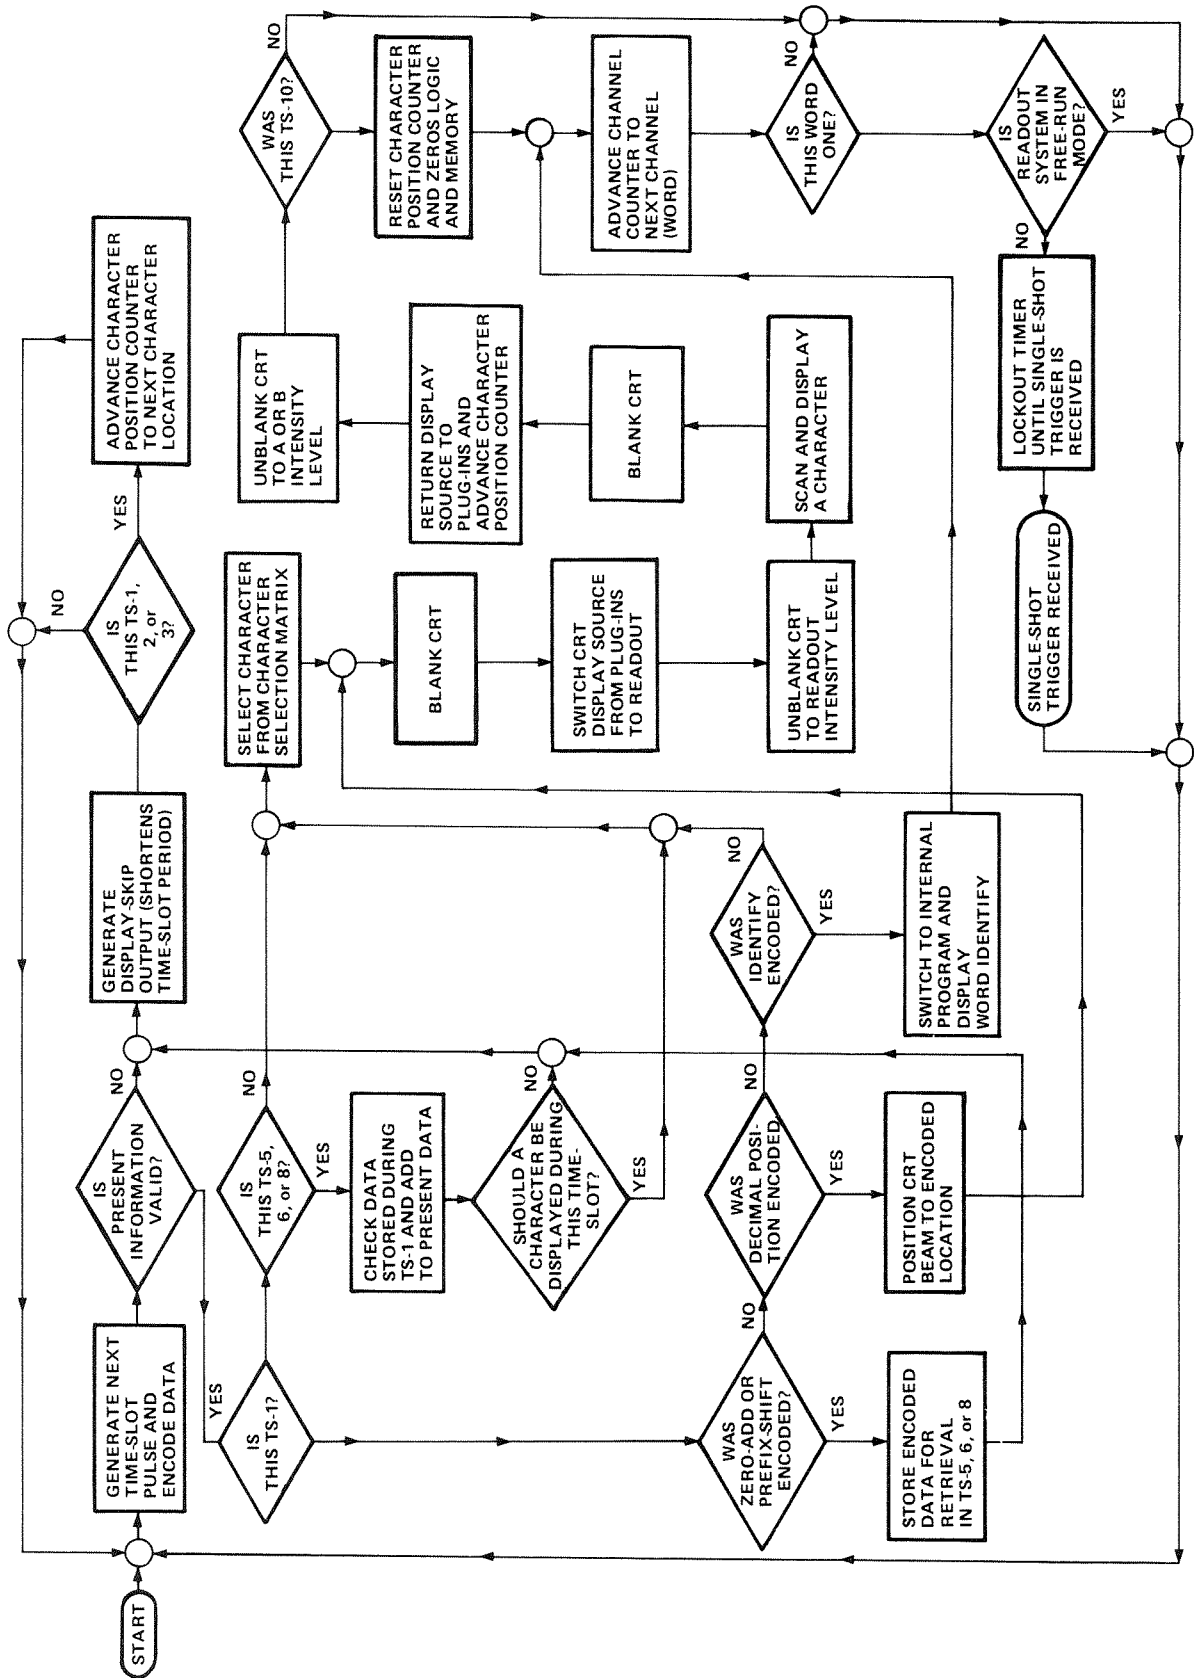 START
GENERATE NEXT
TIME-SLOT
PULSE AND
ENCODE DATA
IS
PRESENT
INFORMATION
VALID?
NO
YES
GENERATE
DISPLAY-SKIP
OUTPUT (SHORTENS
TIME-SLOT PERIOD)
IS
THIS TS-1,
2, or
3?
NO
YES
ADVANCE CHARACTER
POSITION COUNTER
TO NEXT CHARACTER
LOCATION
IS
THIS TS-1?
IS
THIS TS-5,
6, or 8?
NO
YES
CHECK DATA
STORED DURING
TS-1 AND ADD
TO PRESENT DATA
SHOULD A
CHARACTER BE
DISPLAYED DURING
THIS TIME-
SLOT?
NO
YES
WAS
ZERO-ADD OR
PREFIX-SHIFT
ENCODED?
NO
YES
STORE ENCODED
DATA FOR
RETRIEVAL
IN TS-5, 6, or 8
WAS
DECIMAL POSI-
TION ENCODED,
NO
YES
POSITION CRT
BEAM TO ENCODED
LOCATION
WAS
IDENTIFY
ENCODED?
NO
YES
SWITCH TO INTERNAL
PROGRAM AND
DISPLAY
WORD IDENTIFY
SELECT CHARACTER
FROM CHARACTER
SELECTION MATRIX
BLANK CRT
SWITCH CRT
DISPLAY SOURCE
FROM PLUG-INS
TO READOUT
UNBLANK CRT
TO READOUT
INTENSITY LEVEL
SCAN AND DISPLAY
A CHARACTER
BLANK CRT
RETURN DISPLAY
SOURCE TO
PLUG-INS AND
ADVANCE CHARACTER
POSITION COUNTER
UNBLANK CRT
TO A OR B
INTENSITY
LEVEL
WAS
THIS TS-10?
NO
RESET CHARACTER
POSITION COUNTER
AND ZEROS LOGIC
AND MEMORY
ADVANCE CHANNEL
COUNTER TO
NEXT CHANNEL
(WORD)
IS
THIS WORD
ONE?
NO
IS
READOUT
SYSTEM IN
FREE-RUN
MODE?
YES
NO
LOCKOUT TIMER
UNTIL SINGLE-SHOT
TRIGGER IS
RECEIVED
SINGLE-SHOT
TRIGGER RECEIVED